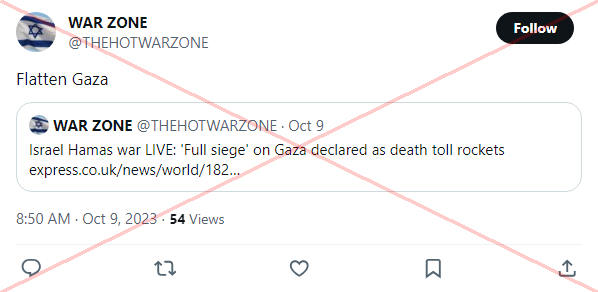 WAR ZONE
@THEHOTWARZONE
Follow
Flatten Gaza
WAR ZONE @THEHOTWARZONE · Oct 9
Israel Hamas war LIVE: 'Full siege' on Gaza declared as death toll rockets
express.co.uk/news/world/182...
8:50 AM · Oct 9, 2023 · 54 Views